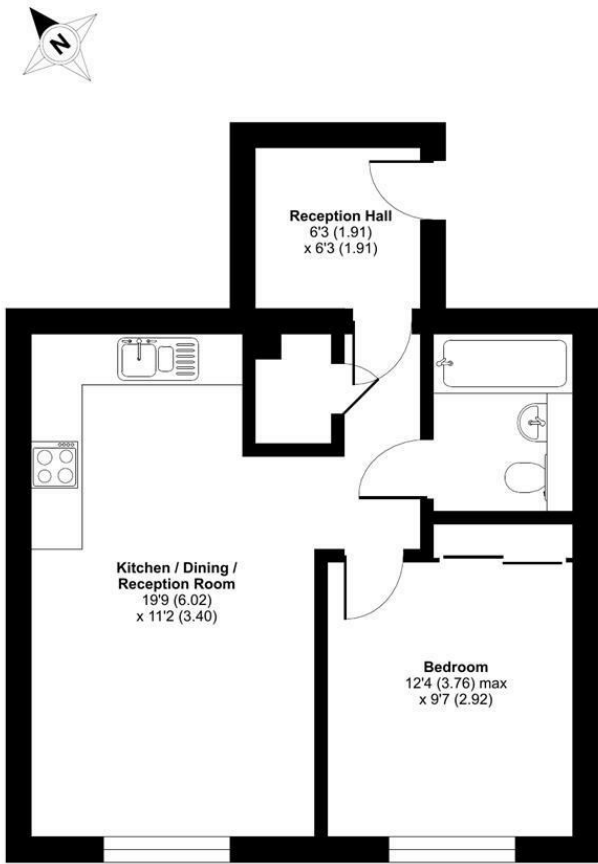 N
Reception Hall
6'3 (1.91)
x 6'3 (1.91)
Kitchen / Dining /
Reception Room
19'9 (6.02)
x 11'2 (3.40)
Bedroom
12'4 (3.76) max
x 9'7 (2.92)